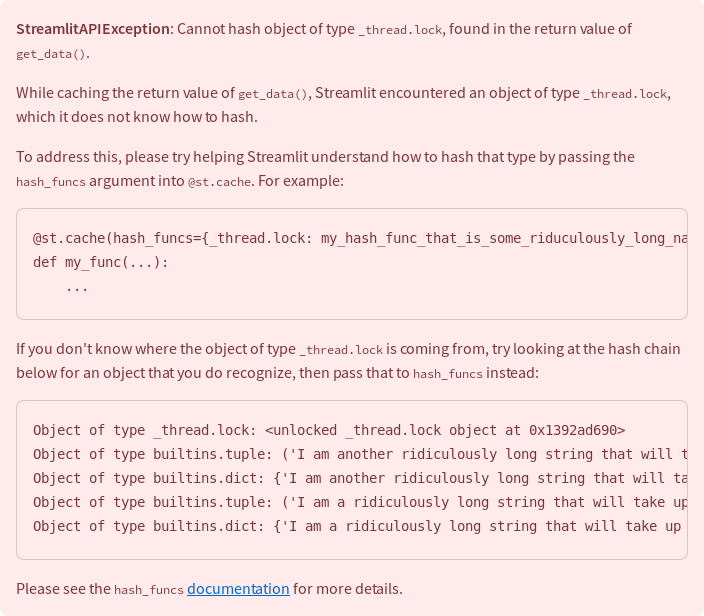 StreamlitAPIException: Cannot hash object of type _thread.lock, found in the return value of
get_data().
While caching the return value of get_data(), Streamlit encountered an object of type _thread.lock,
which it does not know how to hash.
To address this, please try helping Streamlit understand how to hash that type by passing the
hash_funcs argument into @st.cache. For example:
@st.cache(hash_funcs={_thread.lock: my_hash_func_that_is_some_riduculously_long_na
def my_func(...):
...
If you don't know where the object of type _thread.lock is coming from, try looking at the hash chain
below for an object that you do recognize, then pass that to hash_funcs instead:
Object of type _thread.lock: <unlocked _thread.lock object at 0x1392ad690>
Object of type builtins.tuple: ('I am another ridiculously long string that will t
Object of type builtins.dict: {'I am another ridiculously long string that will ta
Object of type builtins.tuple: ('I am a ridiculously long string that will take up
Object of type builtins.dict: {'I am a ridiculously long string that will take up
Please see the hash_funcs documentation for more details.